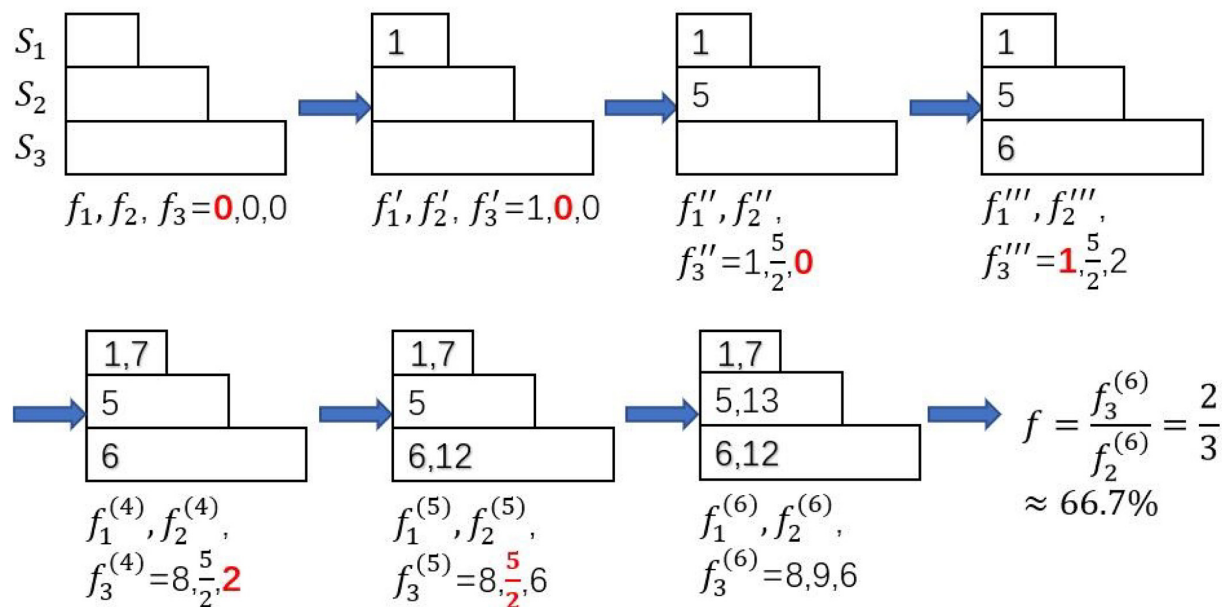 S₁
S₂
S₃
f₁, f₂, f₃=0,0,0
1
f₁′, f₂′, f₃′=1,0,0
1
5
f₁′′, f₂′′,
f₃′′=1,5/2,0
1
5
6
f₁′′′, f₂′′′,
f₃′′′=1,5/2,2
1,7
5
6
f₁⁽⁴⁾, f₂⁽⁴⁾,
f₃⁽⁴⁾=8,5/2,2
1,7
5
6,12
f₁⁽⁵⁾, f₂⁽⁵⁾,
f₃⁽⁵⁾=8,5/2,6
1,7
5,13
6,12
f₁⁽⁶⁾, f₂⁽⁶⁾,
f₃⁽⁶⁾=8,9,6
f = f₃⁽⁶⁾/f₂⁽⁶⁾ = 2/3
≈ 66.7%